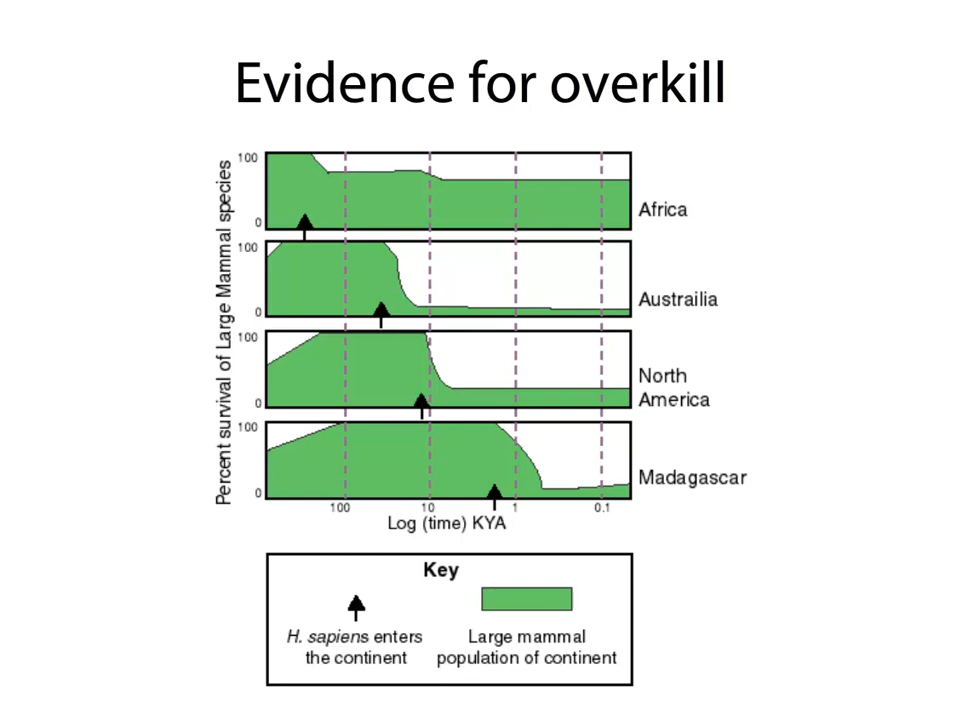 Evidence for overkill
Percent survival of Large Mammal species
100
0
Africa
100
0
Austrailia
100
0
North
America
100
0
Madagascar
100 10 1 0.1
Log (time) KYA
Key
H. sapiens enters
the continent
Large mammal
population of continent